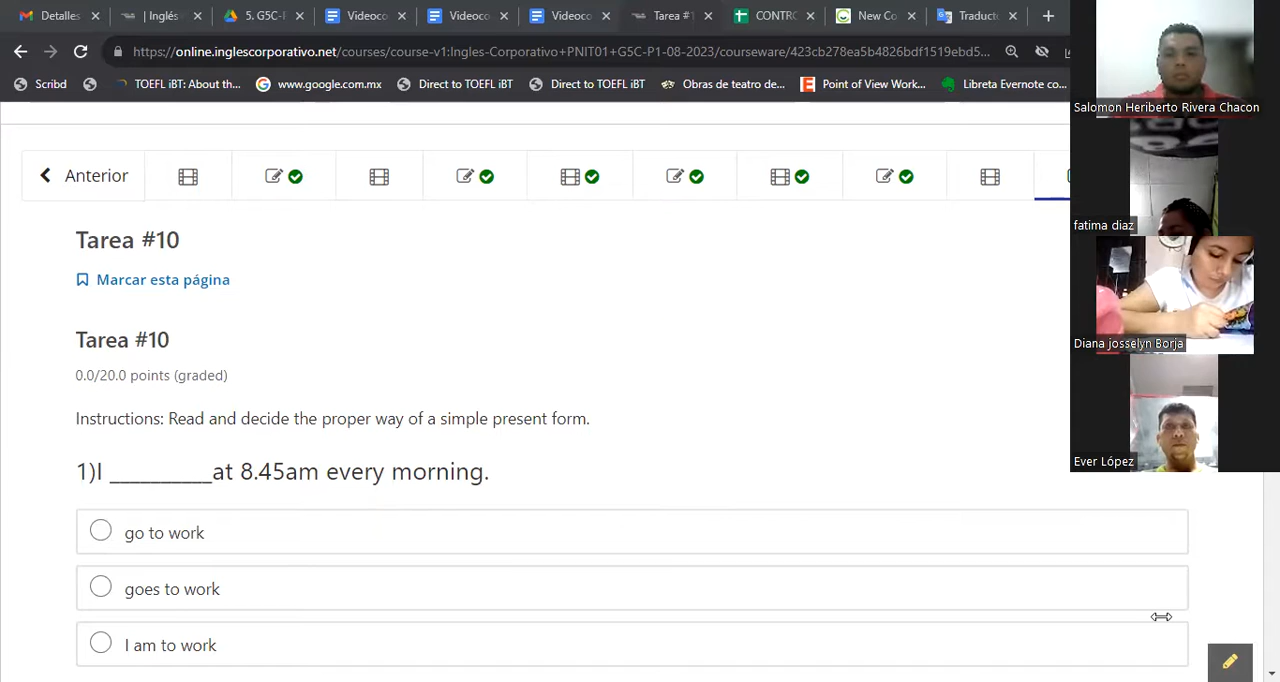 Detalles
| Inglés
5. G5C-I
Videoco
Videoco
Videoco
Tarea #1
CONTRO
New Co
Traducto
https://online.inglescorporativo.net/courses/course-v1:Ingles-Corporativo+PNIT01+G5C-P1-08-2023/courseware/423cb278ea5b4826bdf1519ebd5...
Scribd
TOEFL iBT: About th...
www.google.com.mx
Direct to TOEFL iBT
Direct to TOEFL iBT
Obras de teatro de...
Point of View Work...
Libreta Evernote co...
Salomon Heriberto Rivera Chacon
fatima diaz
Diana josselyn Borja
Ever López
Anterior
Tarea #10
Marcar esta página
Tarea #10
0.0/20.0 points (graded)
Instructions: Read and decide the proper way of a simple present form.
1)I __________at 8.45am every morning.
go to work
goes to work
I am to work